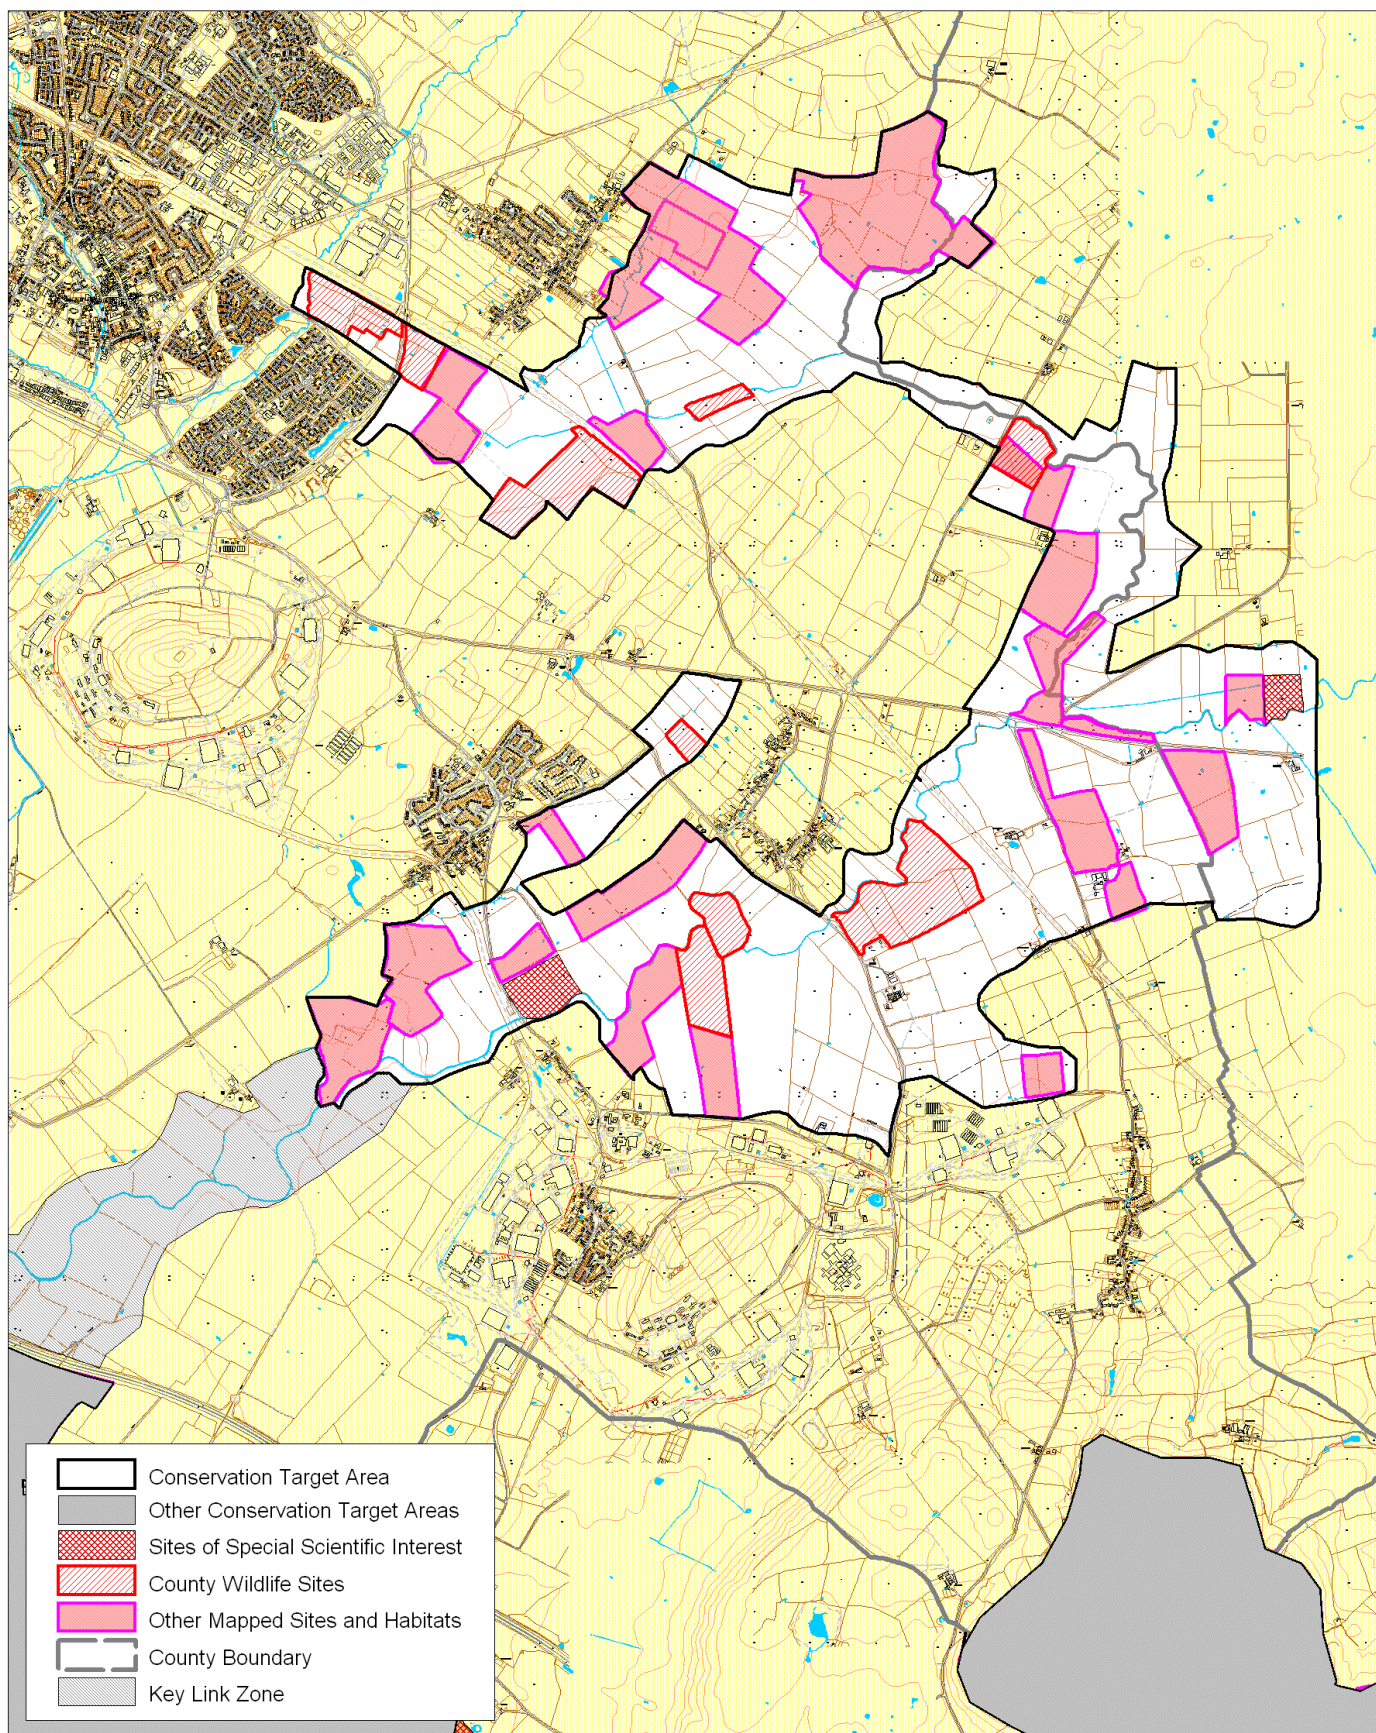 Conservation Target Area
Other Conservation Target Areas
Sites of Special Scientific Interest
County Wildlife Sites
Other Mapped Sites and Habitats
County Boundary
Key Link Zone